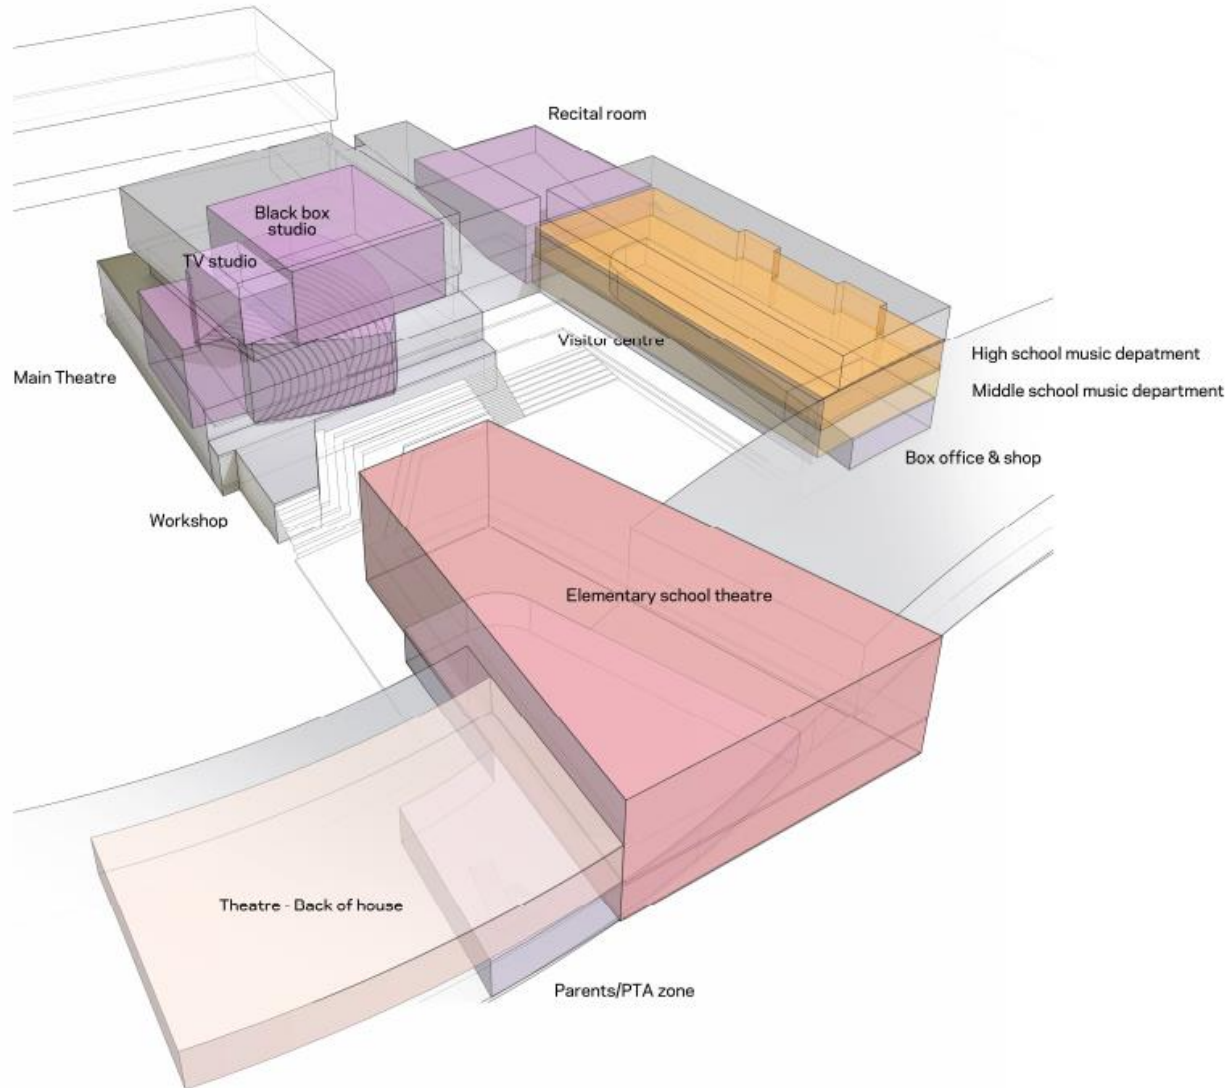 Recital room
Black box
studio
TV studio
Visitor centre
High school music depatment
Main Theatre
Middle school music department
Box office & shop
Workshop
Elementary school theatre
Theatre - Back of house
Parents/PTA zone